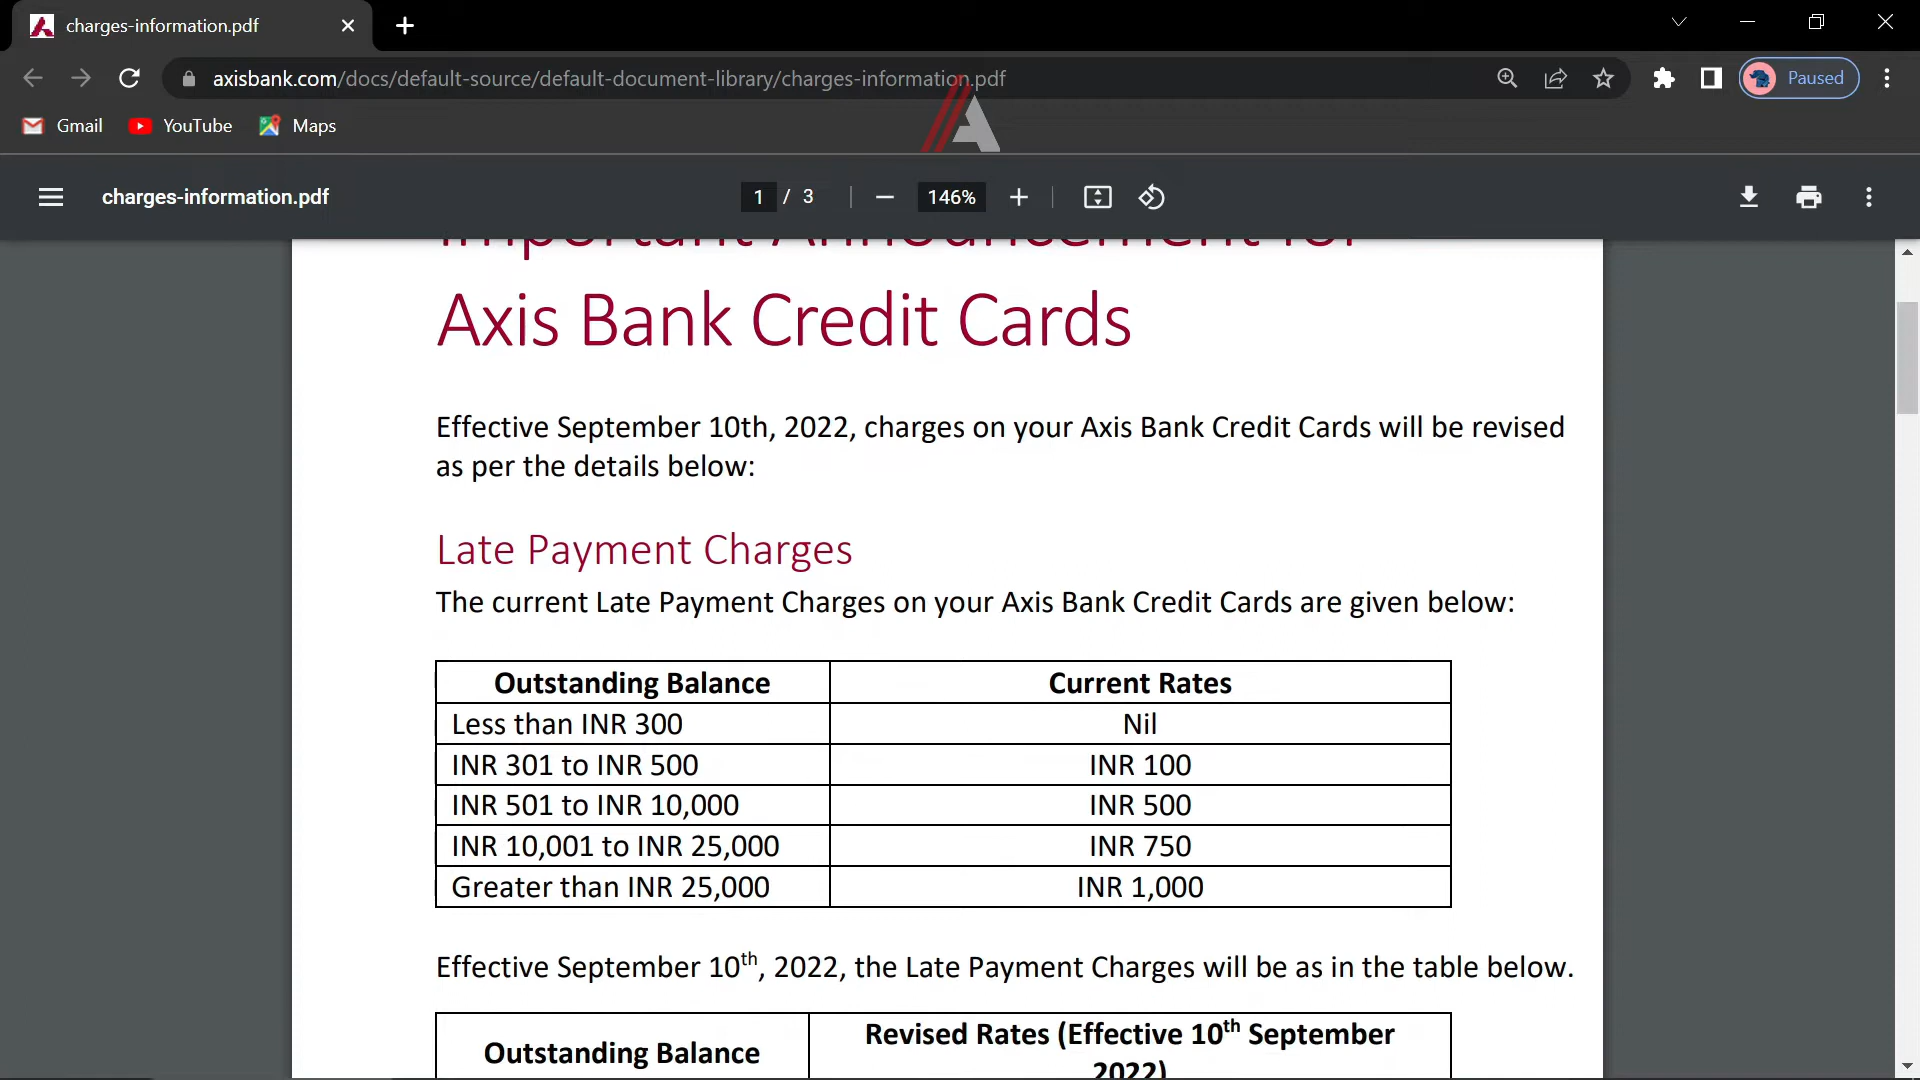 charges-information.pdf
axisbank.com/docs/default-source/default-document-library/charges-information.pdf
Paused
Gmail YouTube Maps
charges-information.pdf 1 / 3 146%
Important Announcement for
Axis Bank Credit Cards
Effective September 10th, 2022, charges on your Axis Bank Credit Cards will be revised
as per the details below:
Late Payment Charges
The current Late Payment Charges on your Axis Bank Credit Cards are given below:
Outstanding Balance Current Rates
Less than INR 300 Nil
INR 301 to INR 500 INR 100
INR 501 to INR 10,000 INR 500
INR 10,001 to INR 25,000 INR 750
Greater than INR 25,000 INR 1,000
Effective September 10th, 2022, the Late Payment Charges will be as in the table below.
Outstanding Balance Revised Rates (Effective 10th September
2022)